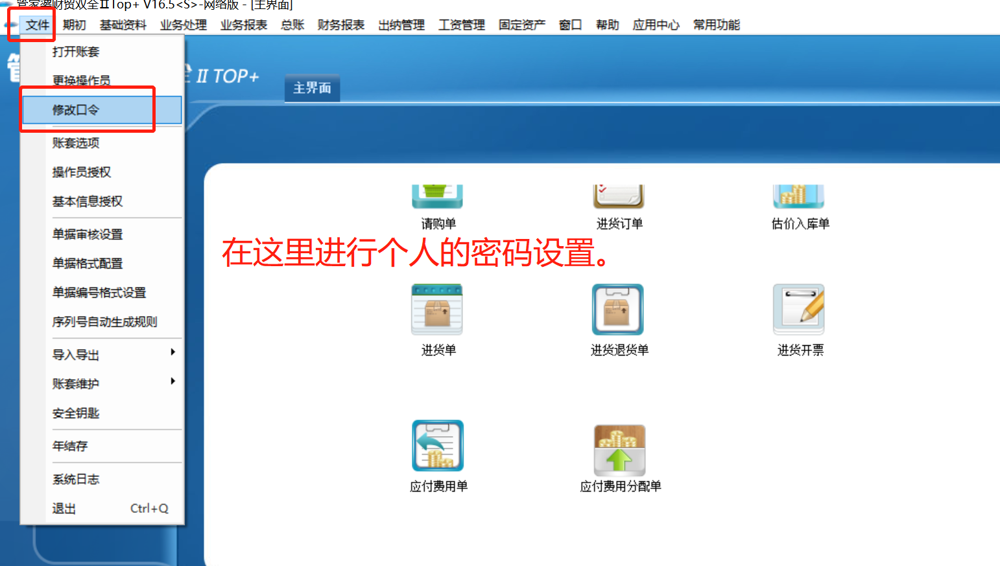 管家婆财贸双全II Top+ V16.5<S>-网络版 - [主界面]
文件 期初 基础资料 业务处理 业务报表 总账 财务报表 出纳管理 工资管理 固定资产 窗口 帮助 应用中心 常用功能
打开账套
更换操作员
修改口令
账套选项
操作员授权
基本信息授权
单据审核设置
单据格式配置
单据编号格式设置
序列号自动生成规则
导入导出
账套维护
安全钥匙
年结存
系统日志
退出 Ctrl+Q
II TOP+
主界面
请购单 进货订单 估价入库单
在这里进行个人的密码设置。
进货单 进货退货单 进货开票
应付费用单 应付费用分配单